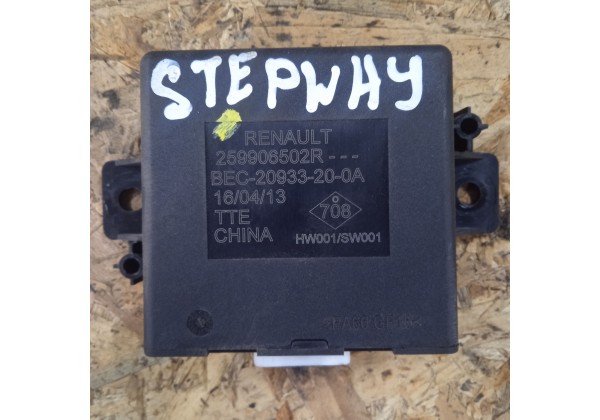 STEPWAY
RENAULT
259906502R---
BEC-20933-20-0A
16/04/13
TTE
708
CHINA
HW001/SW001